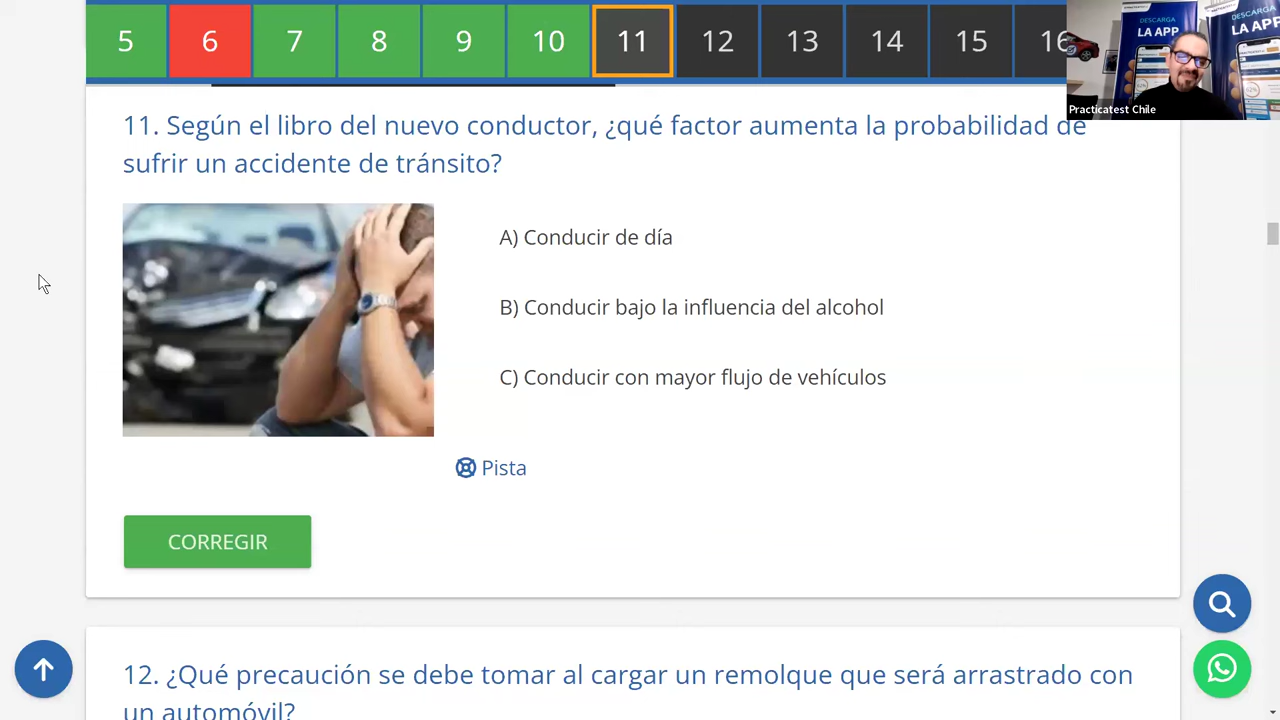 5 6 7 8 9 10 11 12 13 14 15 16
DESCARGA
LA APP
DESCARGA
LA APP
Practicatest Chile
11. Según el libro del nuevo conductor, ¿qué factor aumenta la probabilidad de
sufrir un accidente de tránsito?
A) Conducir de día
B) Conducir bajo la influencia del alcohol
C) Conducir con mayor flujo de vehículos
Pista
CORREGIR
12. ¿Qué precaución se debe tomar al cargar un remolque que será arrastrado con
un automóvil?